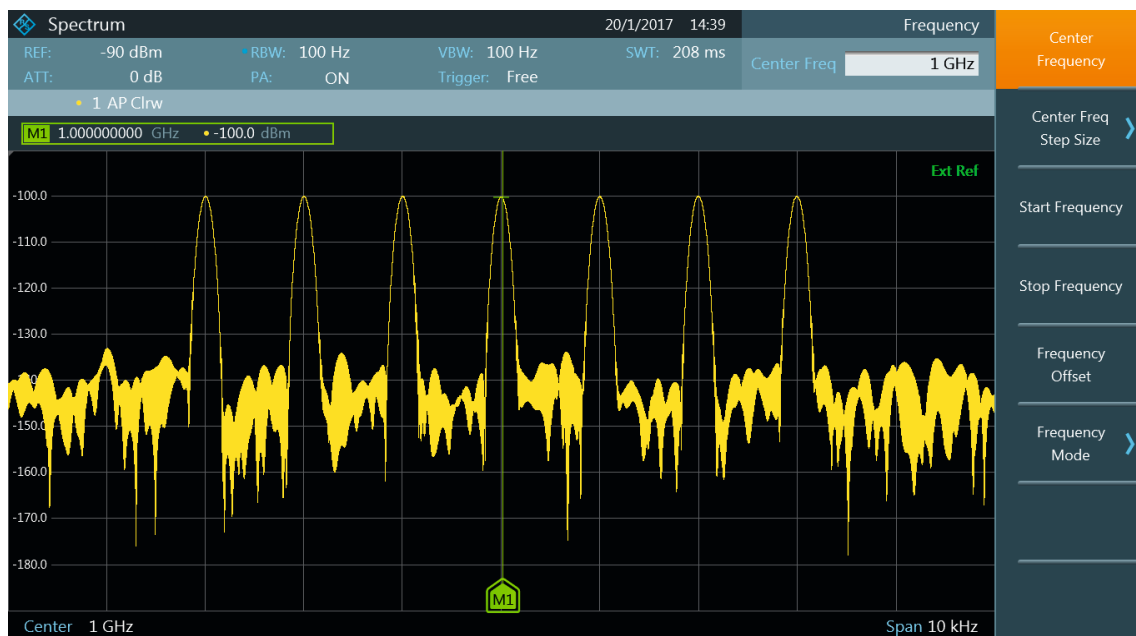 Spectrum 20/1/2017 14:39 Frequency
REF: -90 dBm RBW: 100 Hz VBW: 100 Hz SWT: 208 ms
ATT: 0 dB PA: ON Trigger: Free
Center Freq 1 GHz
1 AP Clrw
M1 1.000000000 GHz -100.0 dBm
Ext Ref
-100.0
-110.0
-120.0
-130.0
-150.0
-160.0
-170.0
-180.0
M1
Center 1 GHz Span 10 kHz
Center
Frequency
Center Freq
Step Size
Start Frequency
Stop Frequency
Frequency
Offset
Frequency
Mode